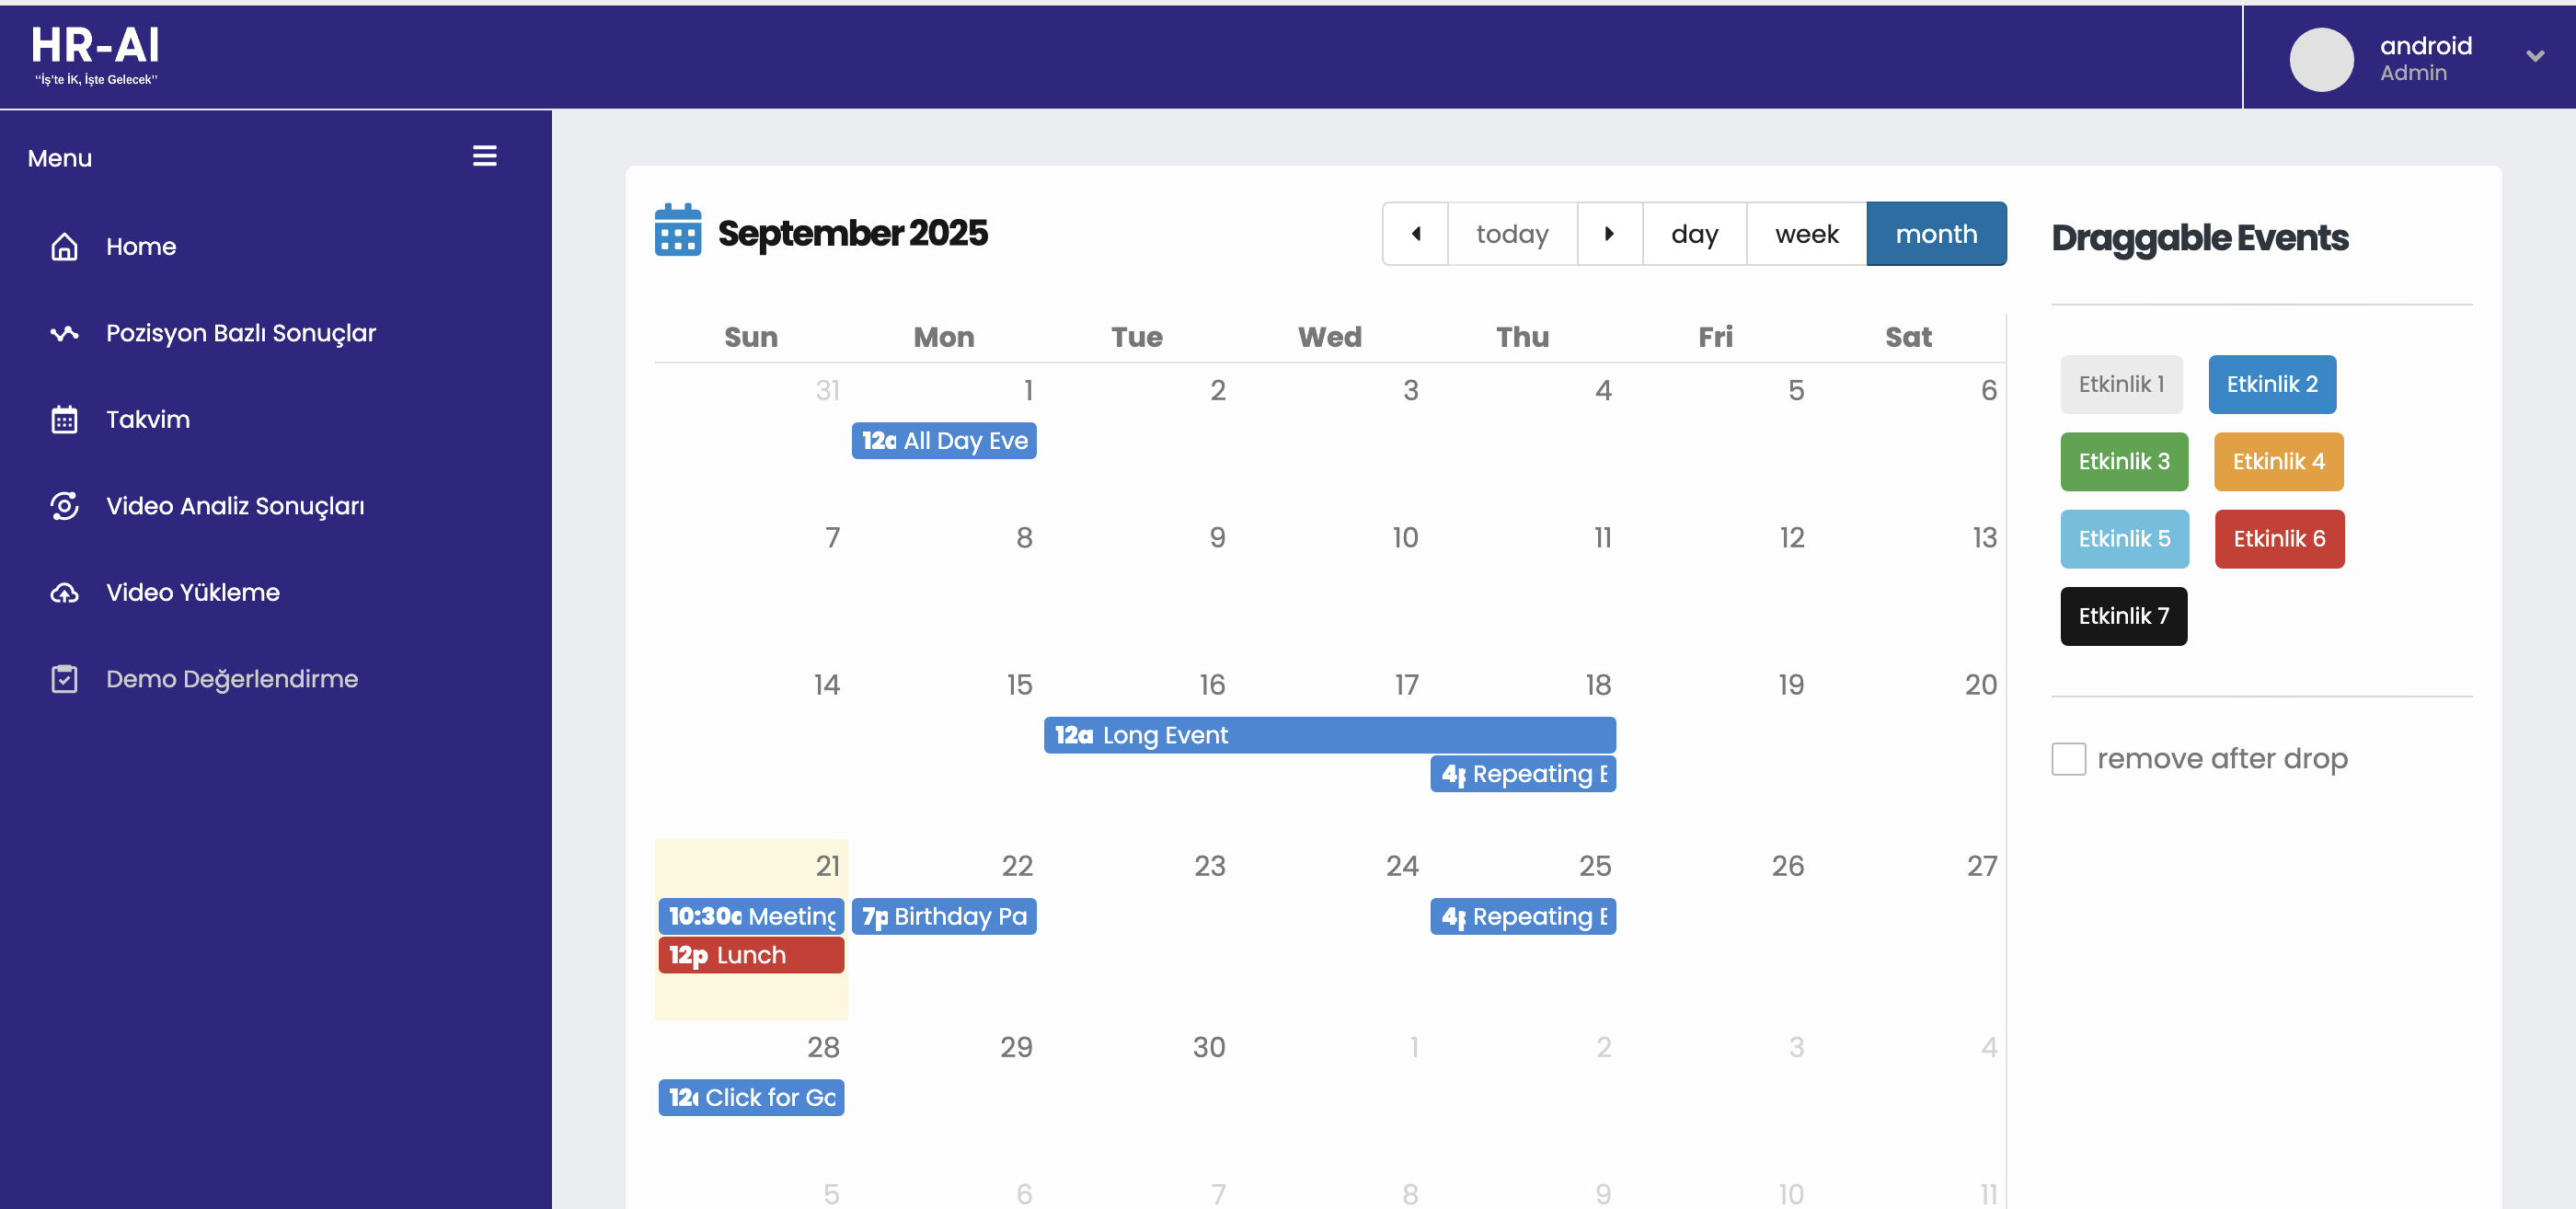 HR-AI
"İş'te İK, İşte Gelecek"
android
Admin
Menu
Home
Pozisyon Bazlı Sonuçlar
Takvim
Video Analiz Sonuçları
Video Yükleme
Demo Değerlendirme
September 2025
today
day
week
month
Sun Mon Tue Wed Thu Fri Sat
31 1 2 3 4 5 6
12a All Day Eve
7 8 9 10 11 12 13
14 15 16 17 18 19 20
12a Long Event
4p Repeating E
21 22 23 24 25 26 27
10:30a Meeting 7p Birthday Pa 4p Repeating E
12p Lunch
28 29 30 1 2 3 4
12a Click for Go
5 6 7 8 9 10 11
Draggable Events
Etkinlik 1 Etkinlik 2
Etkinlik 3 Etkinlik 4
Etkinlik 5 Etkinlik 6
Etkinlik 7
remove after drop